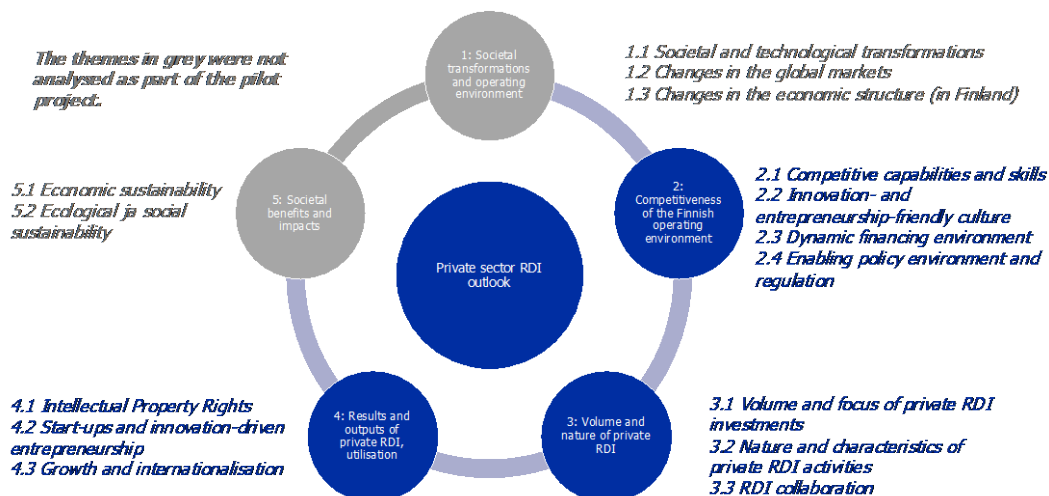 The themes in grey were not
analysed as part of the pilot
project.
1: Societal
transformations
and operating
environment
1.1 Societal and technological transformations
1.2 Changes in the global markets
1.3 Changes in the economic structure (in Finland)
2:
Competitiveness
of the Finnish
operating
environment
2.1 Competitive capabilities and skills
2.2 Innovation- and
entrepreneurship-friendly culture
2.3 Dynamic financing environment
2.4 Enabling policy environment and
regulation
5.1 Economic sustainability
5.2 Ecological ja social
sustainability
5: Societal
benefits and
impacts
Private sector RDI
outlook
4.1 Intellectual Property Rights
4.2 Start-ups and innovation-driven
entrepreneurship
4.3 Growth and internationalisation
4: Results and
outputs of
private RDI,
utilisation
3: Volume and
nature of private
RDI
3.1 Volume and focus of private RDI
investments
3.2 Nature and characteristics of
private RDI activities
3.3 RDI collaboration